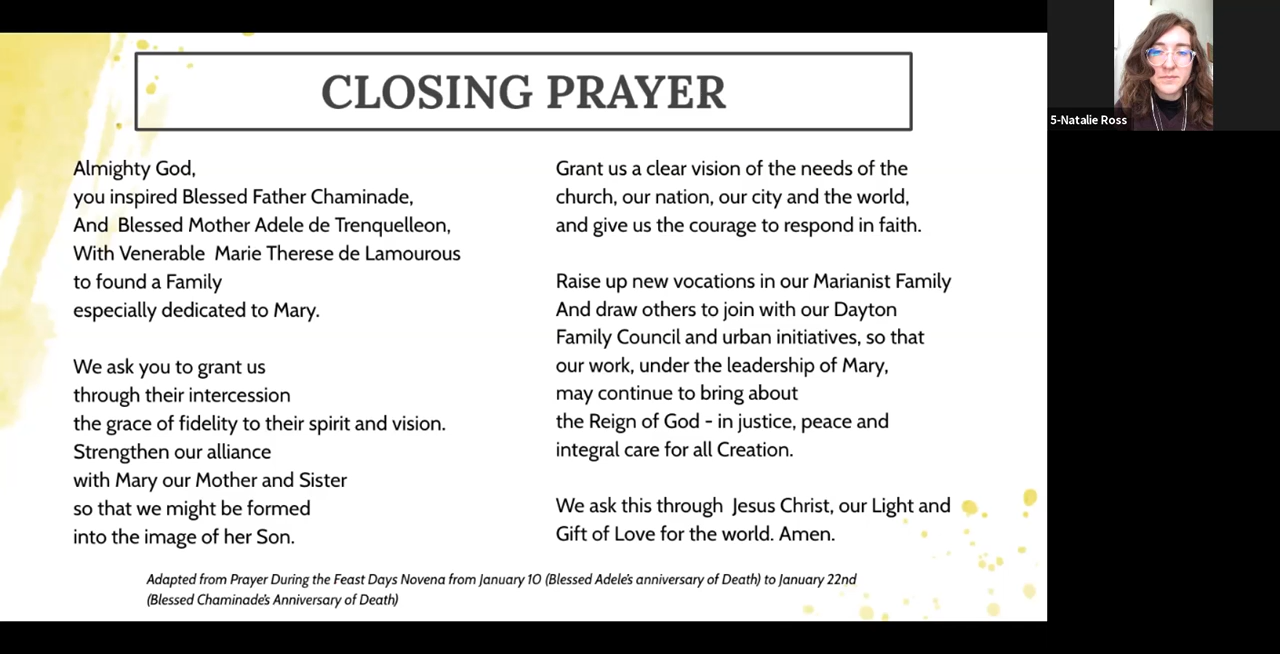 CLOSING PRAYER
Almighty God,
you inspired Blessed Father Chaminade,
And  Blessed Mother Adele de Trenquelleon,
With Venerable  Marie Therese de Lamourous
to found a Family
especially dedicated to Mary.
We ask you to grant us
through their intercession
the grace of fidelity to their spirit and vision.
Strengthen our alliance
with Mary our Mother and Sister
so that we might be formed
into the image of her Son.
Grant us a clear vision of the needs of the
church, our nation, our city and the world,
and give us the courage to respond in faith.
Raise up new vocations in our Marianist Family
And draw others to join with our Dayton
Family Council and urban initiatives, so that
our work, under the leadership of Mary,
may continue to bring about
the Reign of God - in justice, peace and
integral care for all Creation.
We ask this through  Jesus Christ, our Light and
Gift of Love for the world. Amen.
Adapted from Prayer During the Feast Days Novena from January 10 (Blessed Adele's anniversary of Death) to January 22nd
(Blessed Chaminade's Anniversary of Death)
5-Natalie Ross